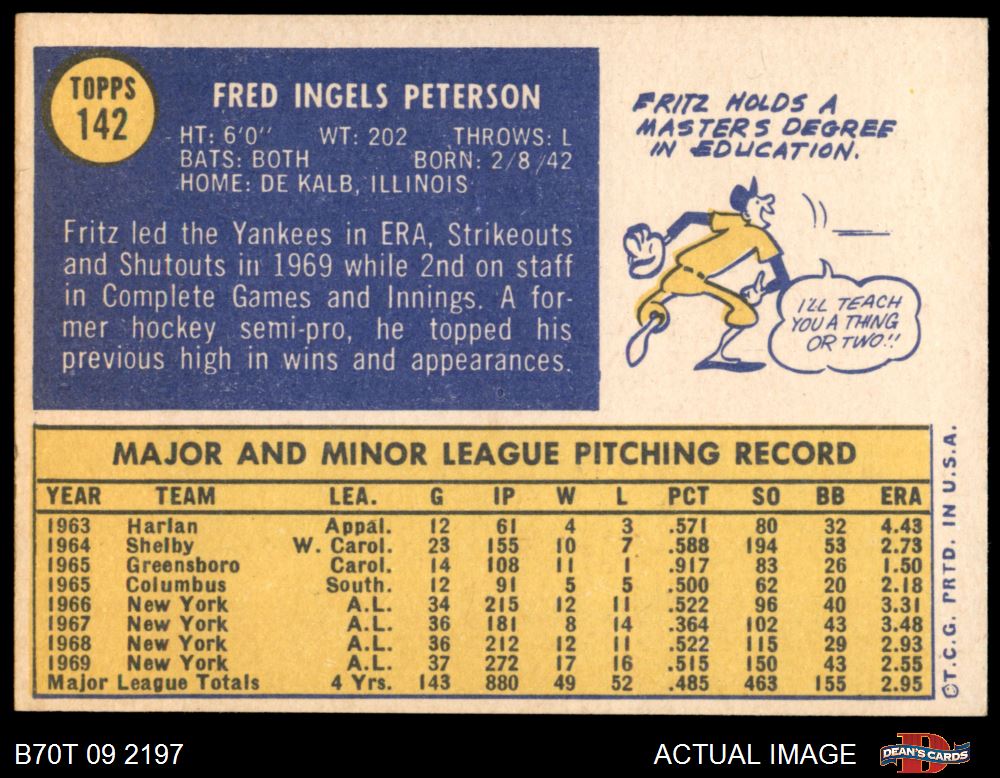 TOPPS
142
FRED INGELS PETERSON
HT: 6'0" WT: 202 THROWS: L
BATS: BOTH BORN: 2/8/42
HOME: DE KALB, ILLINOIS
Fritz led the Yankees in ERA, Strikeouts
and Shutouts in 1969 while 2nd on staff
in Complete Games and Innings. A for-
mer hockey semi-pro, he topped his
previous high in wins and appearances.
FRITZ HOLDS A
MASTERS DEGREE
IN EDUCATION.
I'LL TEACH
YOU A THING
OR TWO!!
MAJOR AND MINOR LEAGUE PITCHING RECORD
YEAR TEAM LEA. G IP W L PCT SO BB ERA
1963 Harlan Appal. 12 61 4 3 .571 80 32 4.43
1964 Shelby W. Carol. 23 155 10 7 .588 194 53 2.73
1965 Greensboro Carol. 14 108 11 1 .917 83 26 1.50
1965 Columbus South. 12 91 5 5 .500 62 20 2.18
1966 New York A.L. 34 215 12 11 .522 96 40 3.31
1967 New York A.L. 36 181 8 14 .364 102 43 3.48
1968 New York A.L. 36 212 12 11 .522 115 29 2.93
1969 New York A.L. 37 272 17 16 .515 150 43 2.55
Major League Totals 4 Yrs. 143 880 49 52 .485 463 155 2.95
©T.C.G. PRTD. IN U.S.A.
B70T 09 2197
ACTUAL IMAGE
DEAN'S CARDS